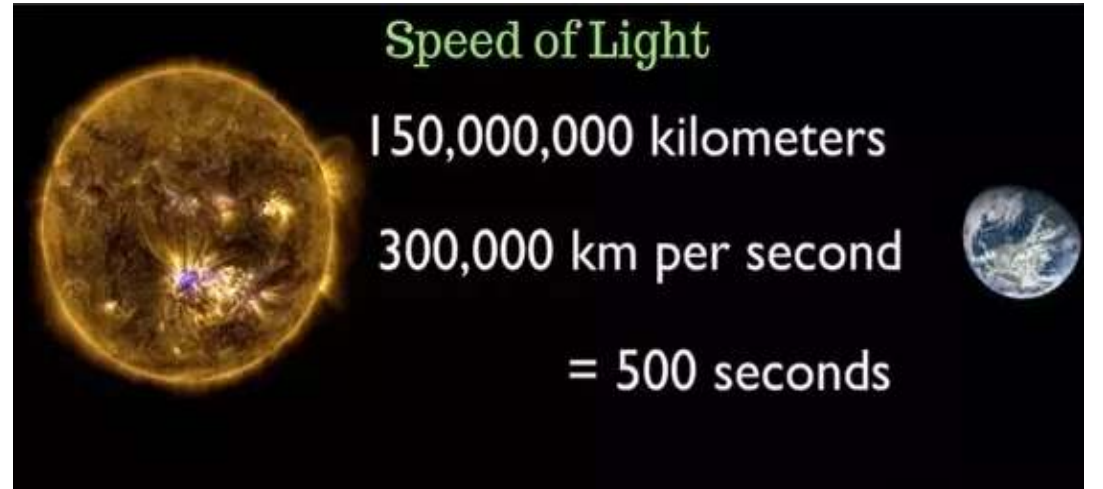 Speed of Light
150,000,000 kilometers
300,000 km per second
= 500 seconds